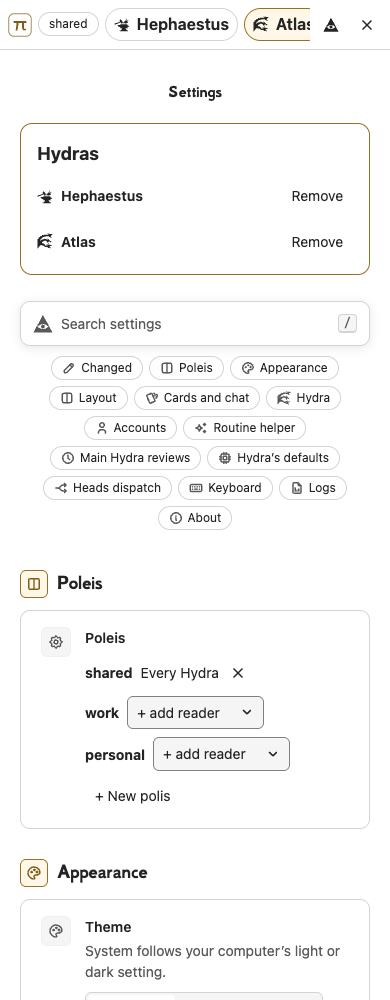 π shared Hephaestus Atlas
Settings
Hydras
Hephaestus Remove
Atlas Remove
Search settings /
Changed Poleis Appearance
Layout Cards and chat Hydra
Accounts Routine helper
Main Hydra reviews Hydra’s defaults
Heads dispatch Keyboard Logs
About
Poleis
Poleis
shared Every Hydra
work + add reader
personal + add reader
+ New polis
Appearance
Theme
System follows your computer’s light or
dark setting.